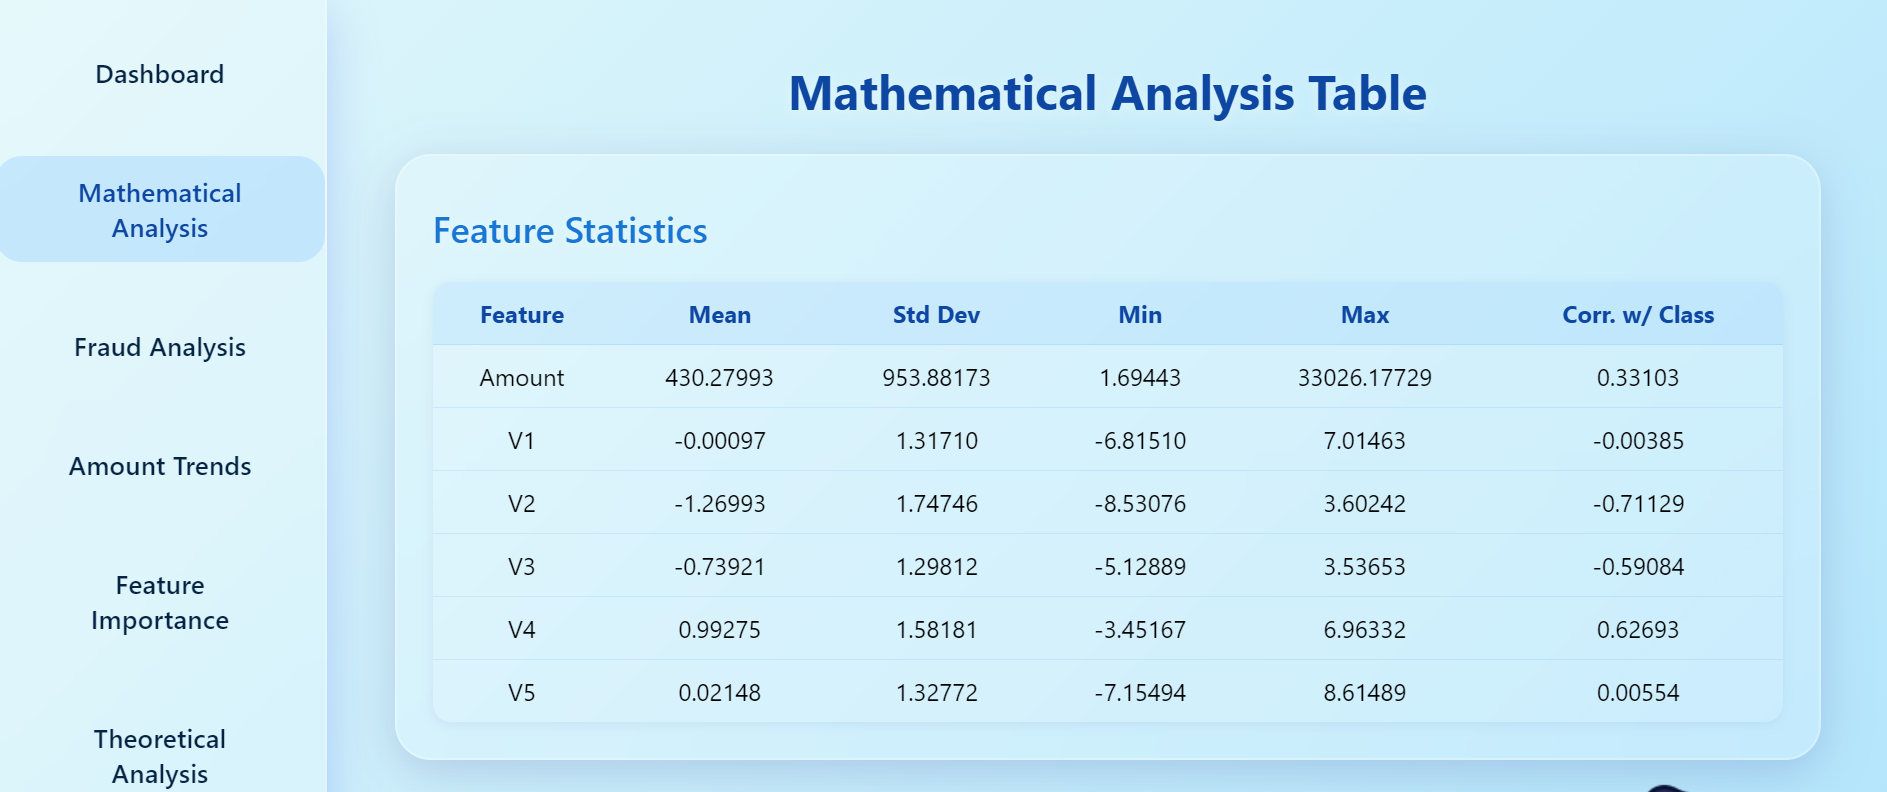 Dashboard
Mathematical
Analysis
Fraud Analysis
Amount Trends
Feature
Importance
Theoretical
Analysis
Mathematical Analysis Table
Feature Statistics
Feature Mean Std Dev Min Max Corr. w/ Class
Amount 430.27993 953.88173 1.69443 33026.17729 0.33103
V1 -0.00097 1.31710 -6.81510 7.01463 -0.00385
V2 -1.26993 1.74746 -8.53076 3.60242 -0.71129
V3 -0.73921 1.29812 -5.12889 3.53653 -0.59084
V4 0.99275 1.58181 -3.45167 6.96332 0.62693
V5 0.02148 1.32772 -7.15494 8.61489 0.00554